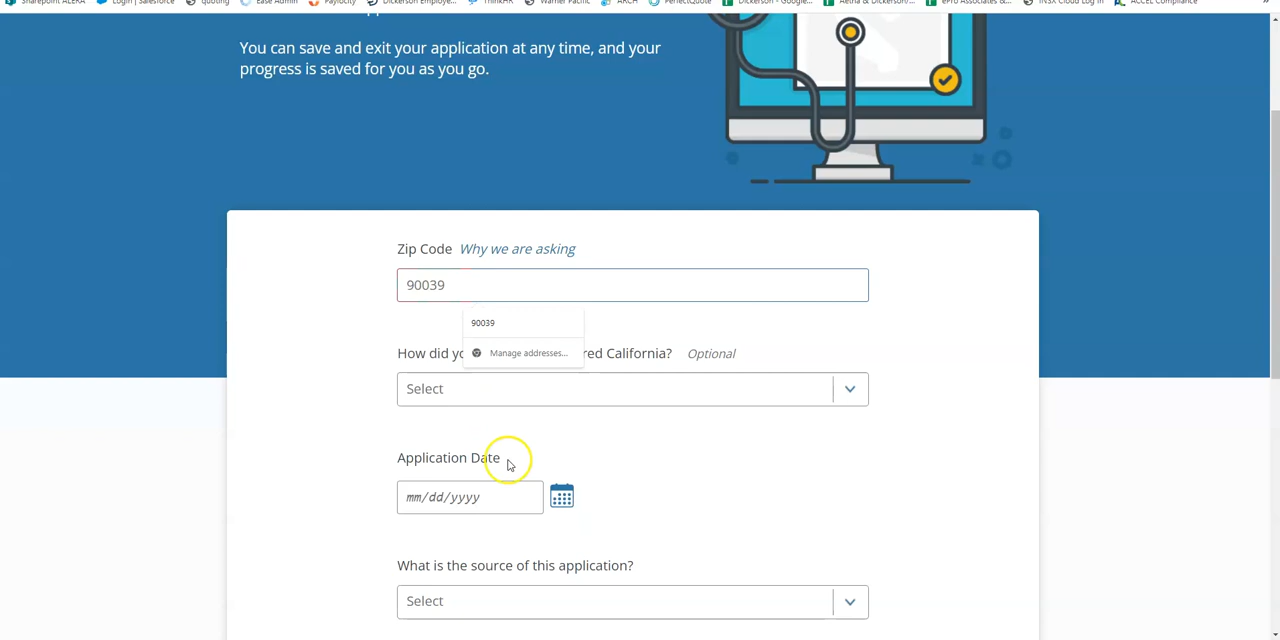 Sharepoint ALERA Login | Salesforce quoting Ease Admin Paylocity Dickerson Employe... ThinkHR Warner Pacific ARCH PerfectQuote Dickerson - Google... Aetna & Dickerson/... ePro Associates &... INSX Cloud Log In ACCEL Compliance »
You can save and exit your application at any time, and your
progress is saved for you as you go.
Zip Code Why we are asking
90039
90039
Manage addresses...
How did yo red California? Optional
Select
Application Date
mm/dd/yyyy
What is the source of this application?
Select